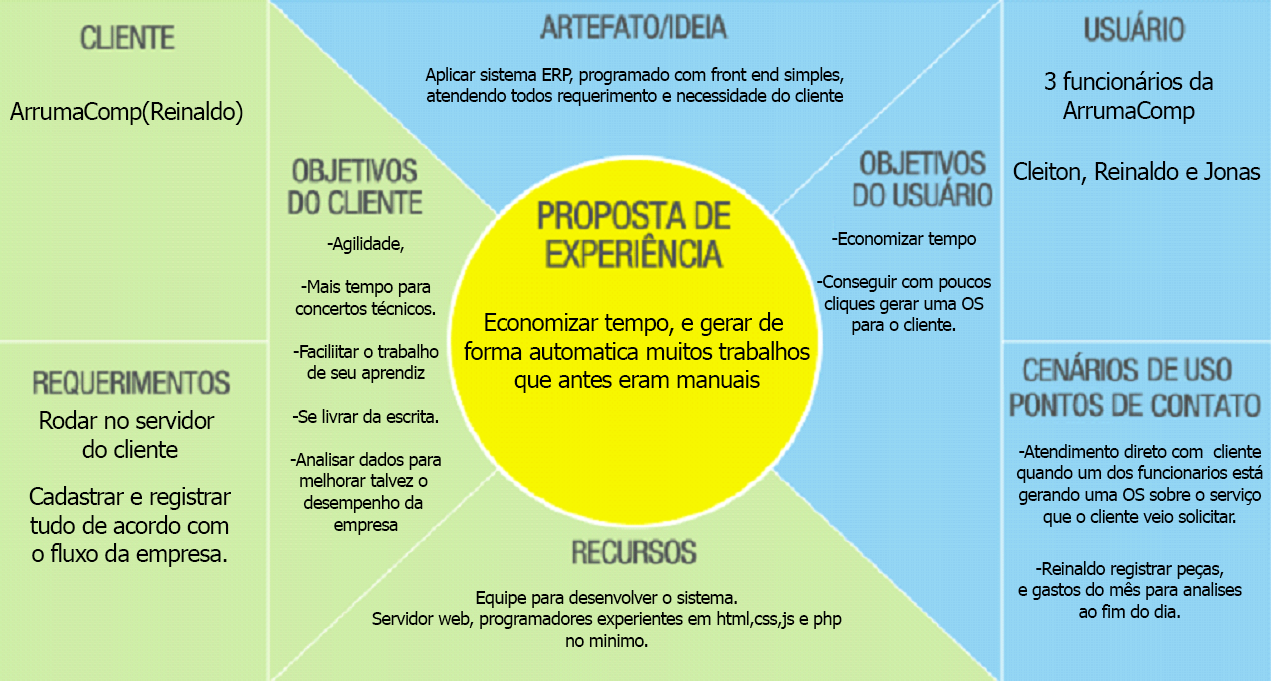 CLIENTE
ArrumaComp(Reinaldo)
ARTEFATO/IDEIA
Aplicar sistema ERP, programado com front end simples,
atendendo todos requerimento e necessidade do cliente
USUÁRIO
3 funcionários da
ArrumaComp
Cleiton, Reinaldo e Jonas
OBJETIVOS
DO CLIENTE
-Agilidade,
-Mais tempo para
concertos técnicos.
-Faciliitar o trabalho
de seu aprendiz
-Se livrar da escrita.
-Analisar dados para
melhorar talvez o
desempenho da
empresa
PROPOSTA DE
EXPERIÊNCIA
Economizar tempo, e gerar de
forma automatica muitos trabalhos
que antes eram manuais
OBJETIVOS
DO USUÁRIO
-Economizar tempo
-Conseguir com poucos
cliques gerar uma OS
para o cliente.
REQUERIMENTOS
Rodar no servidor
do cliente
Cadastrar e registrar
tudo de acordo com
o fluxo da empresa.
RECURSOS
Equipe para desenvolver o sistema.
Servidor web, programadores experientes em html,css,js e php
no minimo.
CENÁRIOS DE USO
PONTOS DE CONTATO
-Atendimento direto com cliente
quando um dos funcionarios está
gerando uma OS sobre o serviço
que o cliente veio solicitar.
-Reinaldo registrar peças,
e gastos do mês para analises
ao fim do dia.